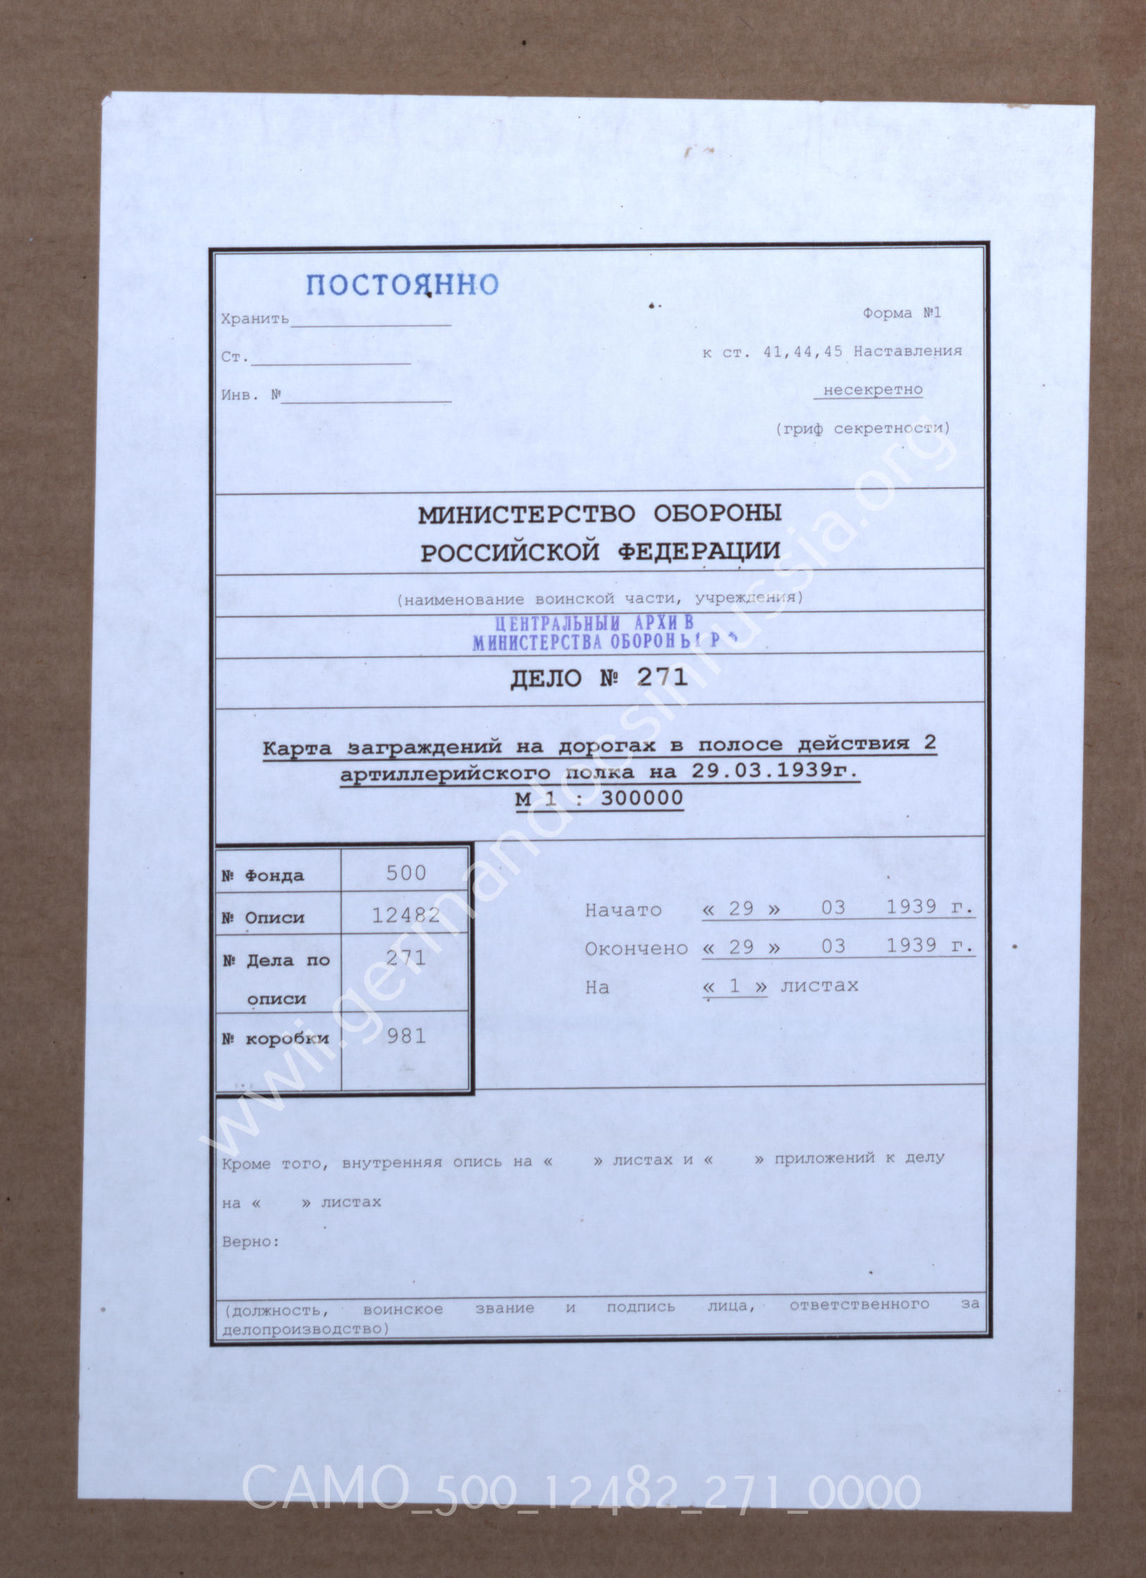 ПОСТОЯННО
Хранить
Форма №1
Ст.
к ст. 41,44,45 Наставления
Инв. №
несекретно
(гриф секретности)
МИНИСТЕРСТВО ОБОРОНЫ
РОССИЙСКОЙ ФЕДЕРАЦИИ
(наименование воинской части, учреждения)
ЦЕНТРАЛЬНЫЙ АРХИВ
МИНИСТЕРСТВА ОБОРОНЫ РФ
ДЕЛО № 271
Карта заграждений на дорогах в полосе действия 2
артиллерийского полка на 29.03.1939г.
М 1 : 300000
№ Фонда 500
№ Описи 12482
№ Дела по описи 271
№ коробки 981
Начато « 29 » 03 1939 г.
Окончено « 29 » 03 1939 г.
На « 1 » листах
Кроме того, внутренняя опись на « » листах и « » приложений к делу
на « » листах
Верно:
(должность, воинское звание и подпись лица, ответственного за
делопроизводство)
wwii.germandocsinrussia.org
CAMO_500_12482_271_0000